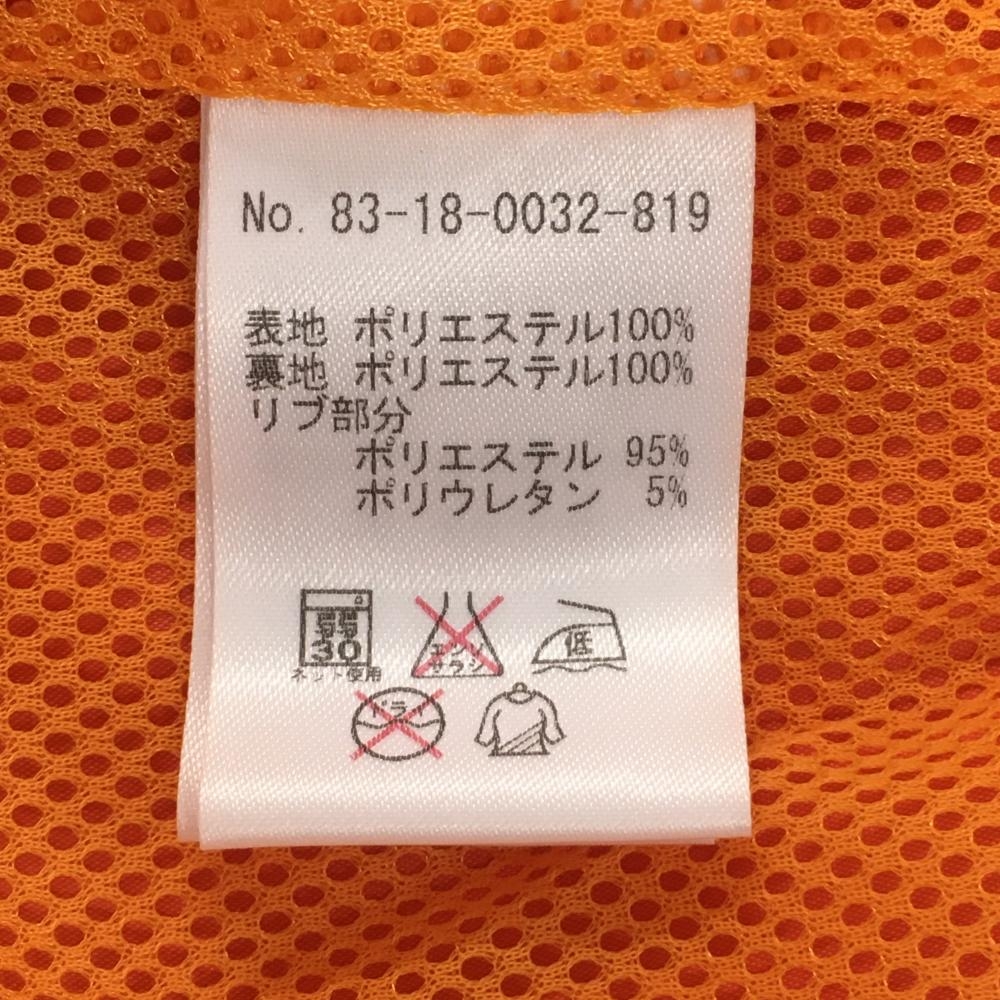 No. 83-18-0032-819
表地 ポリエステル100%
裏地 ポリエステル100%
リブ部分
ポリエステル 95%
ポリウレタン 5%
弱
30
ネット使用
エンソ
サラシ
低
ドライ